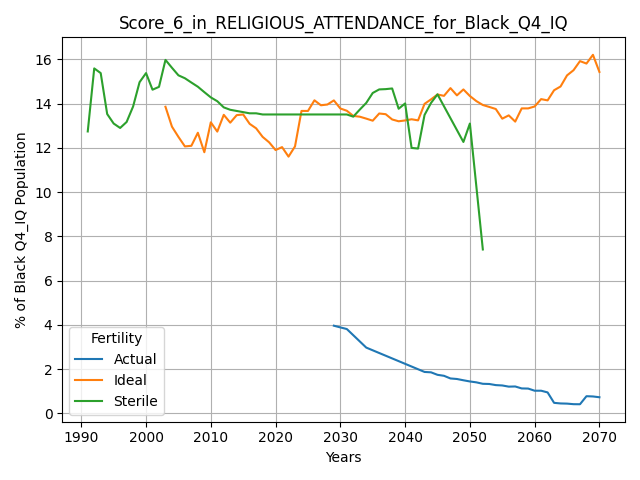 Score_6_in_RELIGIOUS_ATTENDANCE_for_Black_Q4_IQ
% of Black Q4_IQ Population
16
14
12
10
8
6
4
2
0
Fertility
Actual
Ideal
Sterile
1990 2000 2010 2020 2030 2040 2050 2060 2070
Years